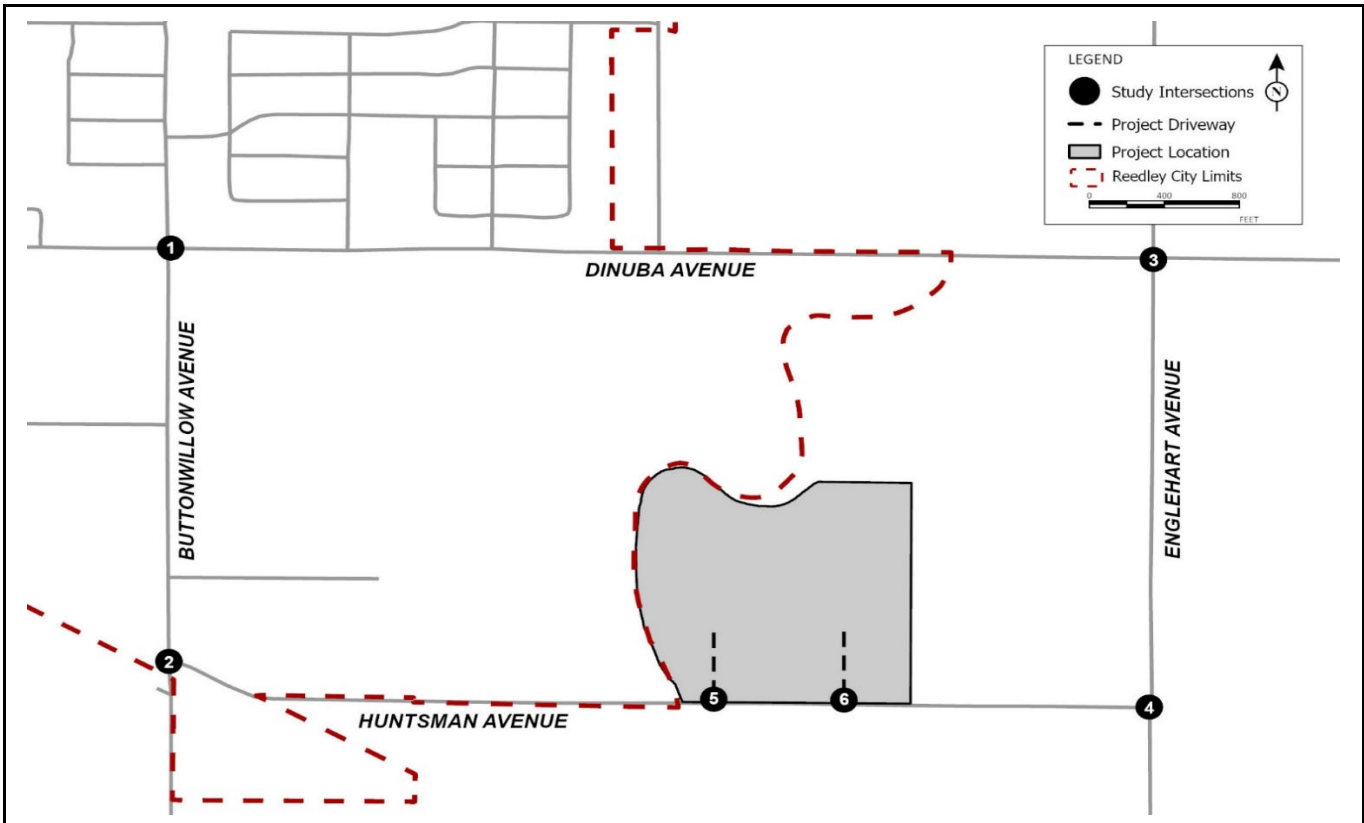 LEGEND
N
Study Intersections
Project Driveway
Project Location
Reedley City Limits
0 400 800
FEET
1
DINUBA AVENUE
3
BUTTONWILLOW AVENUE
ENGLEHART AVENUE
2
5
6
4
HUNTSMAN AVENUE